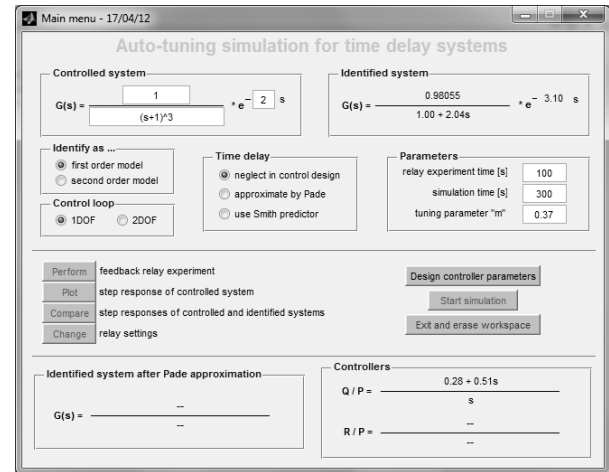 Main menu - 17/04/12
Auto-tuning simulation for time delay systems
Controlled system
G(s) =
1
(s+1)^3
* e
- 2 s
Identified system
G(s) =
0.98055
1.00 + 2.04s
* e
- 3.10 s
Identify as ...
first order model
second order model
Control loop
1DOF 2DOF
Time delay
neglect in control design
approximate by Pade
use Smith predictor
Parameters
relay experiment time [s] 100
simulation time [s] 300
tuning parameter "m" 0.37
Perform feedback relay experiment
Plot step response of controlled system
Compare step responses of controlled and identified systems
Change relay settings
Design controller parameters
Start simulation
Exit and erase workspace
Identified system after Pade approximation
G(s) =
--
--
Controllers
Q / P =
0.28 + 0.51s
s
R / P =
--
--